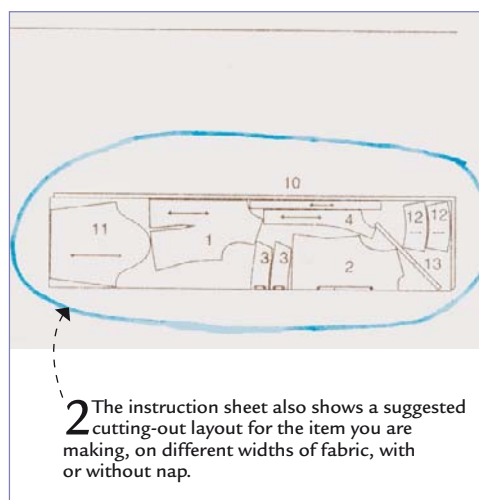 10
11
1
4
12
12
3
3
2
13
2 The instruction sheet also shows a suggested
cutting-out layout for the item you are
making, on different widths of fabric, with
or without nap.